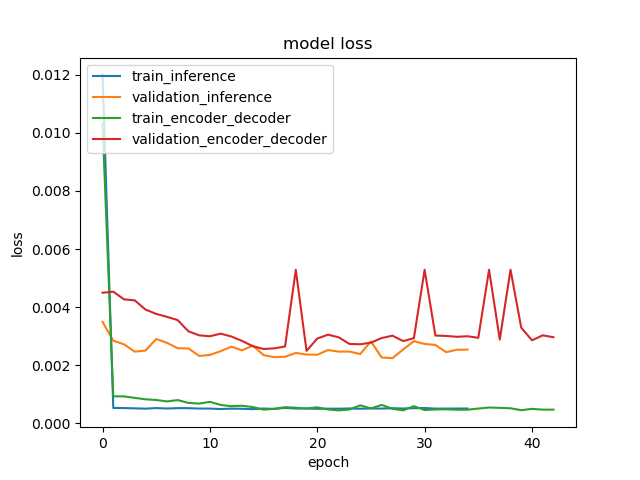 model loss
train_inference
validation_inference
train_encoder_decoder
validation_encoder_decoder
0.012
0.010
0.008
0.006
0.004
0.002
0.000
loss
0 10 20 30 40
epoch